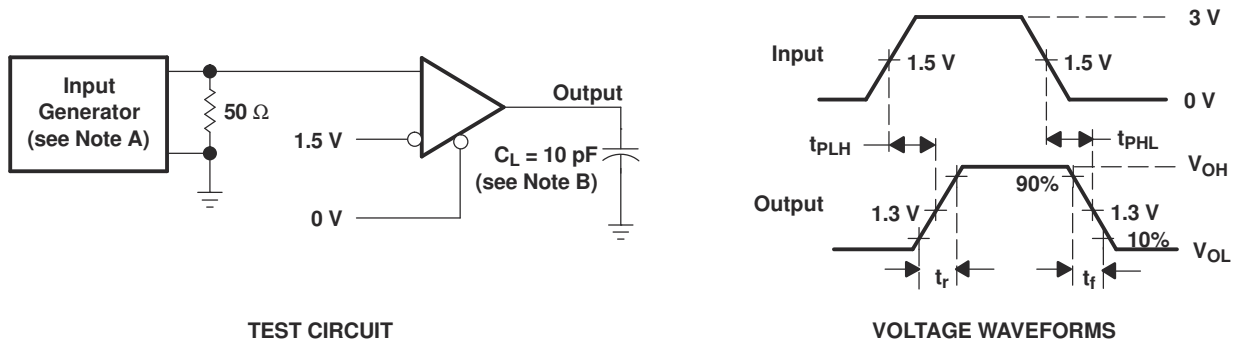 Input
Generator
(see Note A)
50 Ω
1.5 V
0 V
Output
C_L = 10 pF
(see Note B)
TEST CIRCUIT
3 V
Input
1.5 V
1.5 V
0 V
t_PLH
t_PHL
V_OH
90%
Output
1.3 V
1.3 V
10%
V_OL
t_r
t_f
VOLTAGE WAVEFORMS